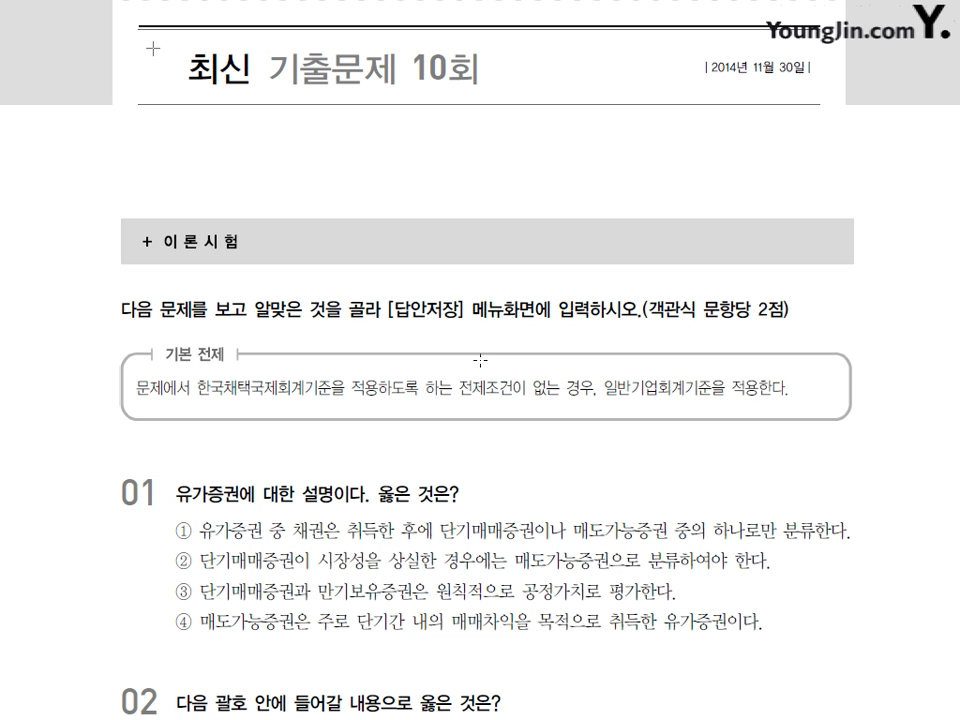 YoungJin.com Y.
최신 기출문제 10회
| 2014년 11월 30일 |
+ 이론시험
다음 문제를 보고 알맞은 것을 골라 [답안저장] 메뉴화면에 입력하시오.(객관식 문항당 2점)
기본 전제
문제에서 한국채택국제회계기준을 적용하도록 하는 전제조건이 없는 경우, 일반기업회계기준을 적용한다.
01 유가증권에 대한 설명이다. 옳은 것은?
① 유가증권 중 채권은 취득한 후에 단기매매증권이나 매도가능증권 중의 하나로만 분류한다.
② 단기매매증권이 시장성을 상실한 경우에는 매도가능증권으로 분류하여야 한다.
③ 단기매매증권과 만기보유증권은 원칙적으로 공정가치로 평가한다.
④ 매도가능증권은 주로 단기간 내의 매매차익을 목적으로 취득한 유가증권이다.
02 다음 괄호 안에 들어갈 내용으로 옳은 것은?